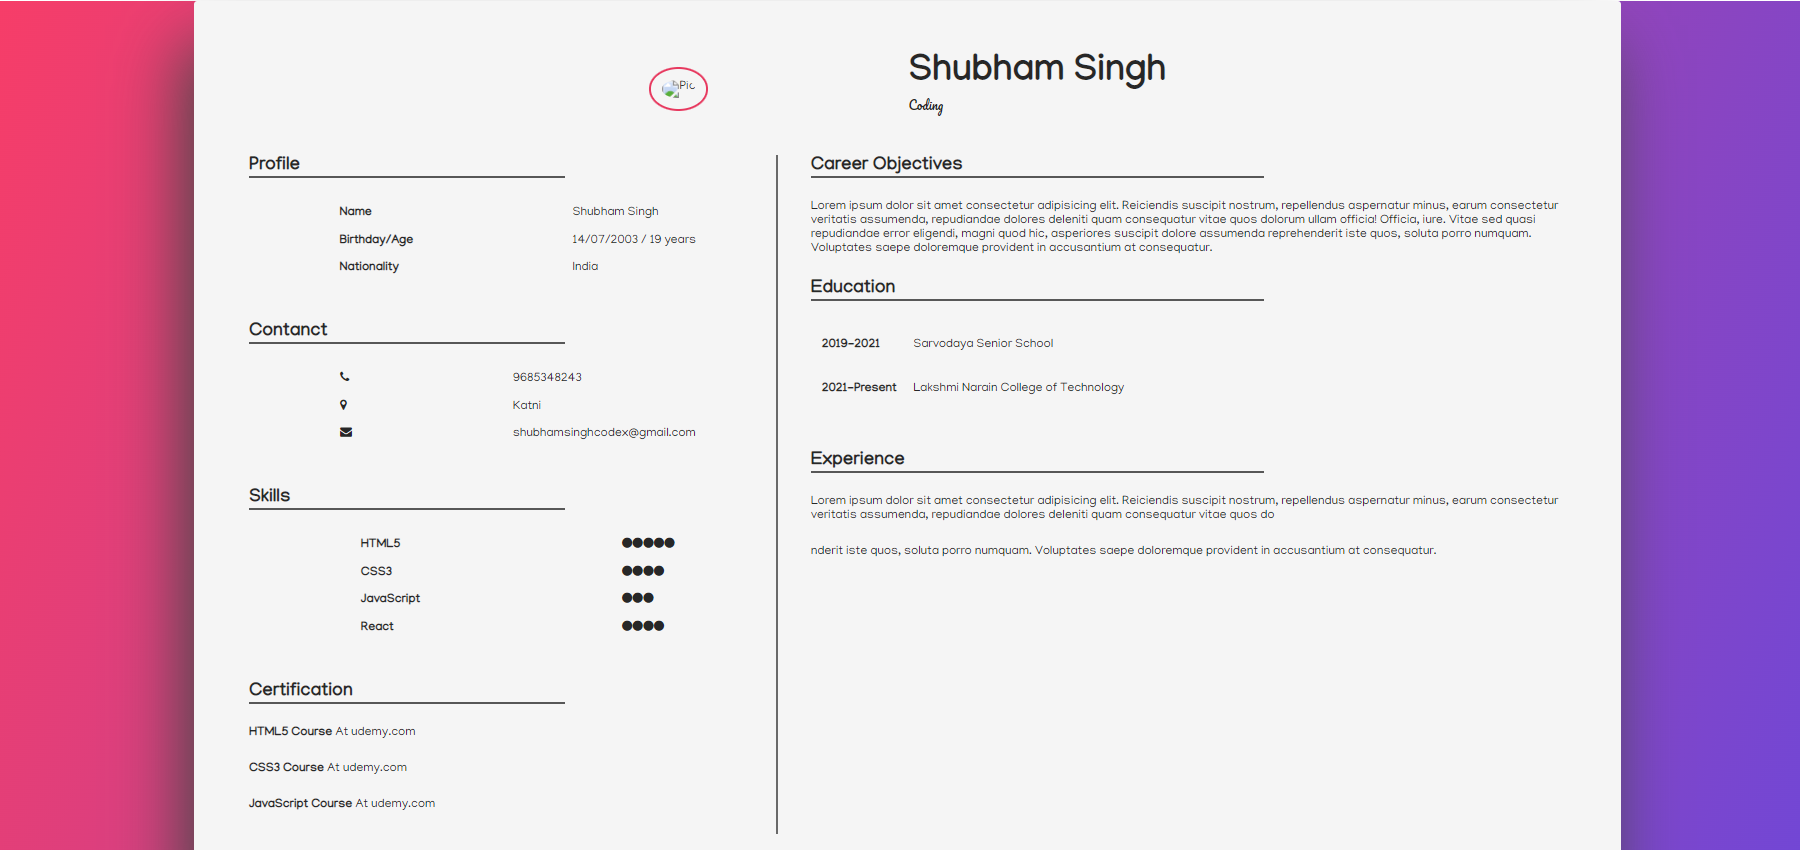 Pic
Shubham Singh
Coding
Profile
Name Shubham Singh
Birthday/Age 14/07/2003 / 19 years
Nationality India
Contanct
9685348243
Katni
shubhamsinghcodex@gmail.com
Skills
HTML5
CSS3
JavaScript
React
Certification
HTML5 Course At udemy.com
CSS3 Course At udemy.com
JavaScript Course At udemy.com
Career Objectives
Lorem ipsum dolor sit amet consectetur adipisicing elit. Reiciendis suscipit nostrum, repellendus aspernatur minus, earum consectetur
veritatis assumenda, repudiandae dolores deleniti quam consequatur vitae quos dolorum ullam officia! Officia, iure. Vitae sed quasi
repudiandae error eligendi, magni quod hic, asperiores suscipit dolore assumenda reprehenderit iste quos, soluta porro numquam.
Voluptates saepe doloremque provident in accusantium at consequatur.
Education
2019-2021 Sarvodaya Senior School
2021-Present Lakshmi Narain College of Technology
Experience
Lorem ipsum dolor sit amet consectetur adipisicing elit. Reiciendis suscipit nostrum, repellendus aspernatur minus, earum consectetur
veritatis assumenda, repudiandae dolores deleniti quam consequatur vitae quos do
nderit iste quos, soluta porro numquam. Voluptates saepe doloremque provident in accusantium at consequatur.